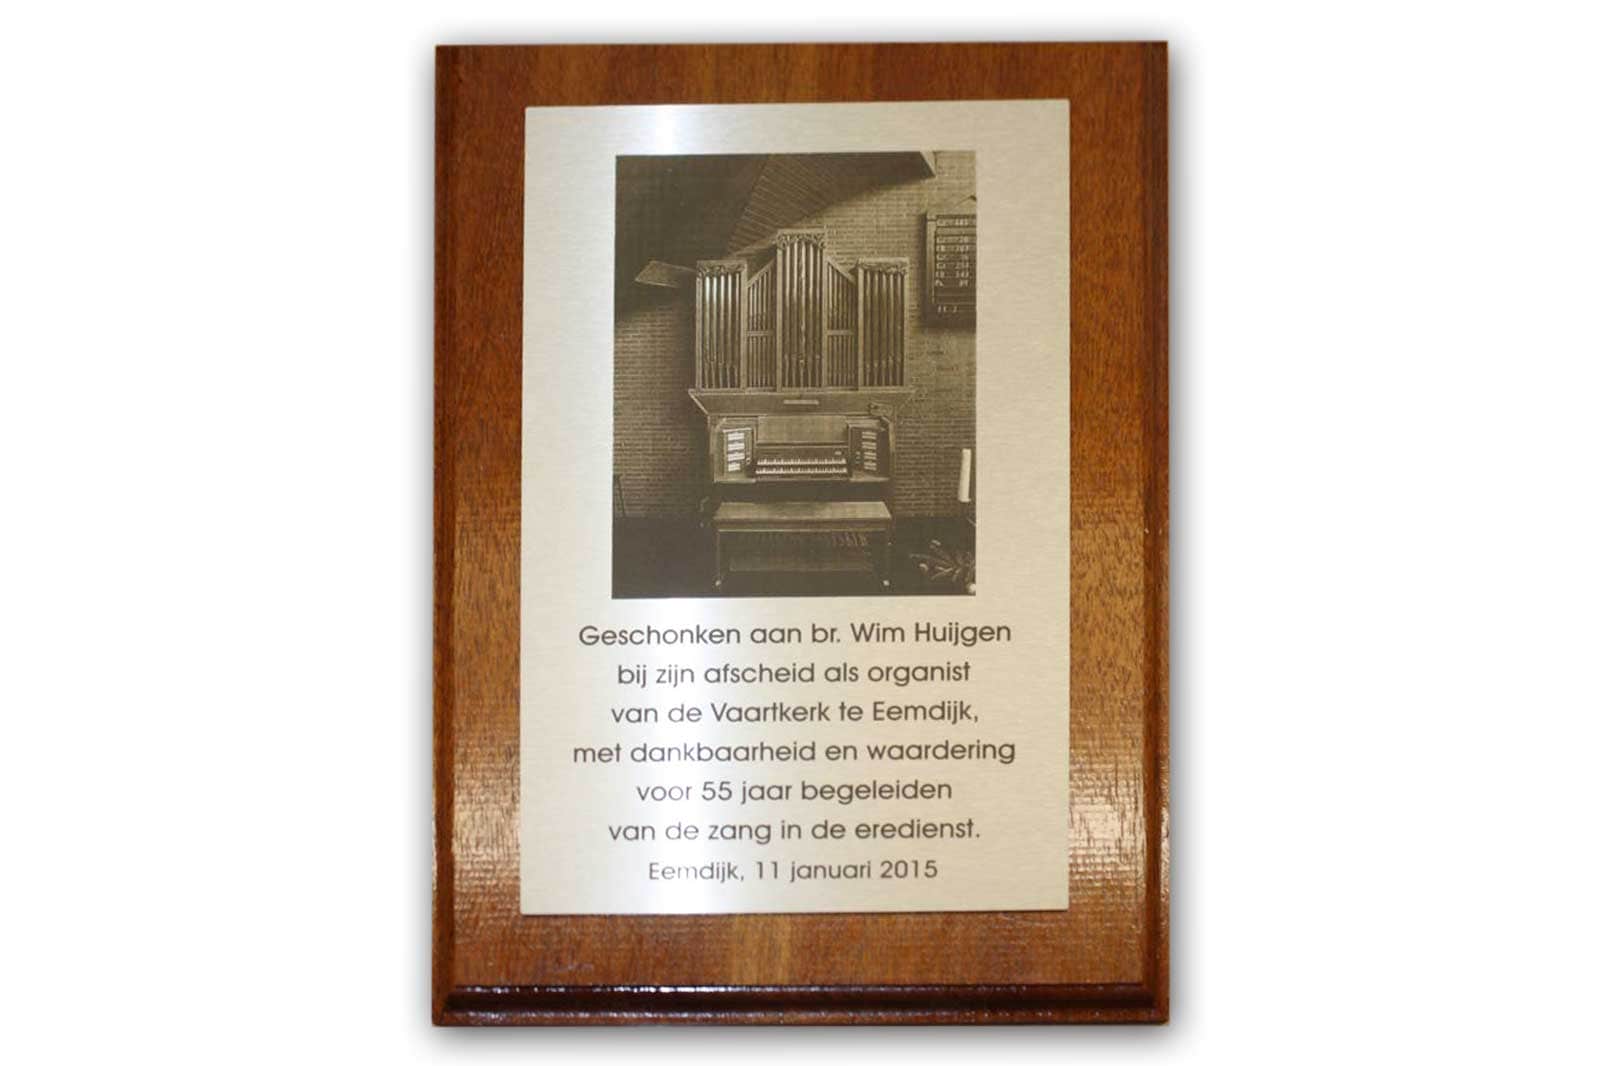 Geschonken aan br. Wim Huijgen
bij zijn afscheid als organist
van de Vaartkerk te Eemdijk,
met dankbaarheid en waardering
voor 55 jaar begeleiden
van de zang in de eredienst.
Eemdijk, 11 januari 2015